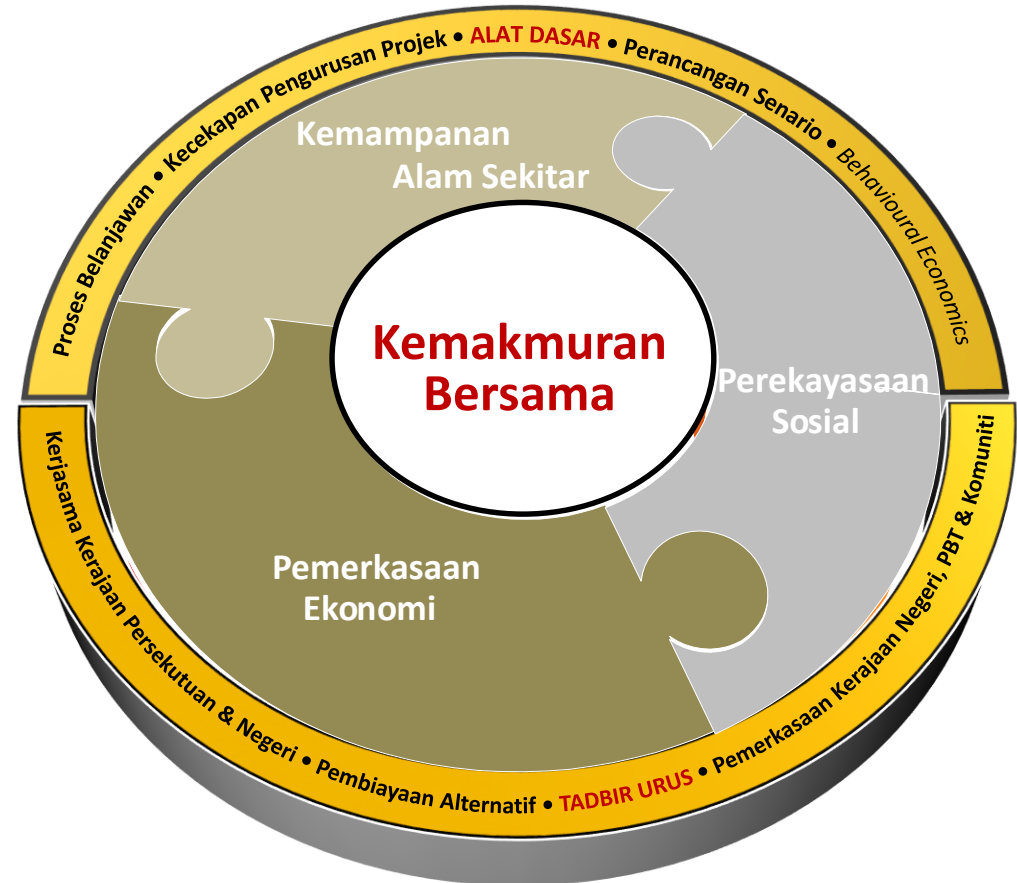 Proses Belanjawan • Kecekapan Pengurusan Projek • ALAT DASAR • Perancangan Senario • Behavioural Economics
Kemampanan
Alam Sekitar
Kemakmuran
Bersama
Perekayasaan
Sosial
Pemerkasaan
Ekonomi
Kerjasama Kerajaan Persekutuan & Negeri • Pembiayaan Alternatif • TADBIR URUS • Pemerkasaan Kerajaan Negeri, PBT & Komuniti